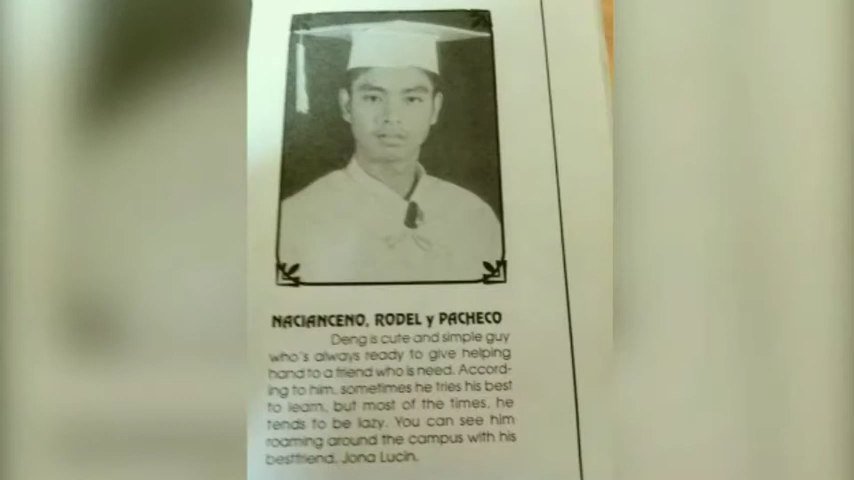 NACIANCENO, RODEL y PACHECO
Deng is cute and simple guy
who's always ready to give helping
hand to a friend who is need. Accord-
ing to him, sometimes he tries his best
to learn, but most of the times, he
tends to be lazy. You can see him
roaming around the campus with his
bestfriend, Jona Lucin.